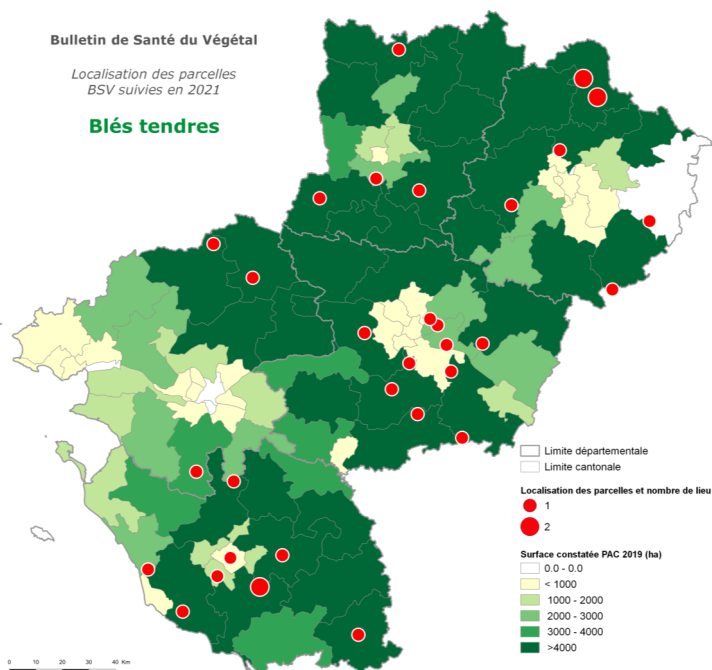 Bulletin de Santé du Végétal
Localisation des parcelles
BSV suivies en 2021
Blés tendres
Limite départementale
Limite cantonale
Localisation des parcelles et nombre de lieu
1
2
Surface constatée PAC 2019 (ha)
0.0 - 0.0
< 1000
1000 - 2000
2000 - 3000
3000 - 4000
>4000
0 10 20 30 40 Km